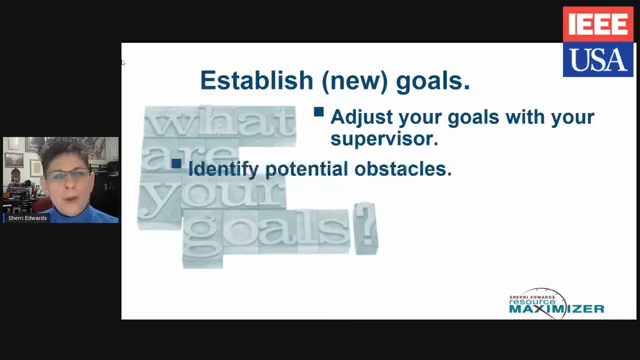 IEEE
USA
Establish (new) goals.
Adjust your goals with your
supervisor.
Identify potential obstacles.
what
are
your
goals?
Sherri Edwards
SHERRI EDWARDS
resource
MAXIMIZER